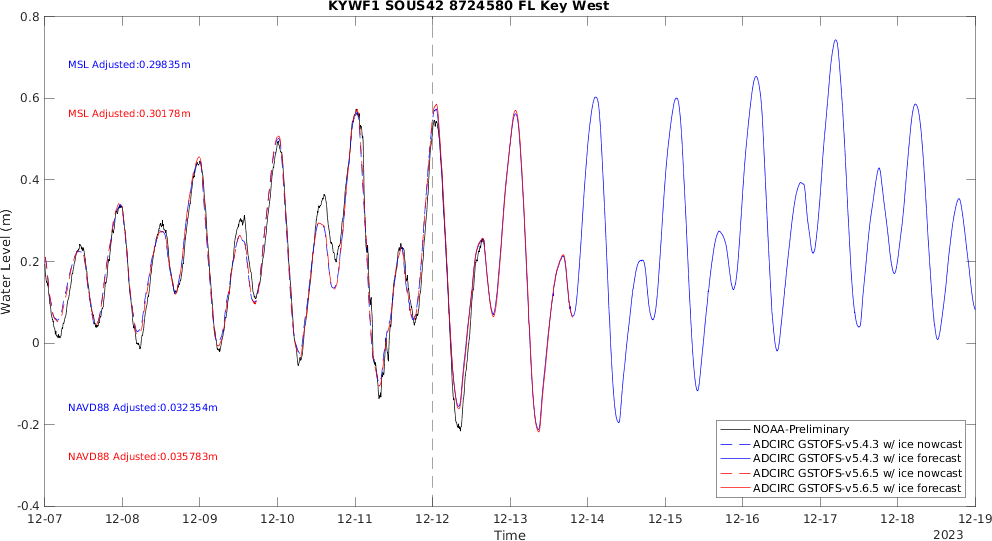 KYWF1 SOUS42 8724580 FL Key West
0.8
0.6
0.4
0.2
0
-0.2
-0.4
Water Level (m)
MSL Adjusted:0.29835m
MSL Adjusted:0.30178m
NAVD88 Adjusted:0.032354m
NAVD88 Adjusted:0.035783m
NOAA-Preliminary
ADCIRC GSTOFS-v5.4.3 w/ ice nowcast
ADCIRC GSTOFS-v5.4.3 w/ ice forecast
ADCIRC GSTOFS-v5.6.5 w/ ice nowcast
ADCIRC GSTOFS-v5.6.5 w/ ice forecast
12-07 12-08 12-09 12-10 12-11 12-12 12-13 12-14 12-15 12-16 12-17 12-18 12-19
Time
2023